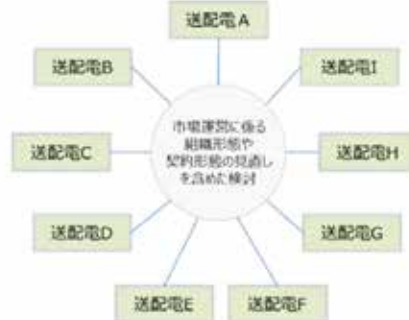 送配電A
送配電B
送配電I
市場運営に係る
組織形態や
契約形態の見直し
を含めた検討
送配電C
送配電H
送配電D
送配電G
送配電E
送配電F